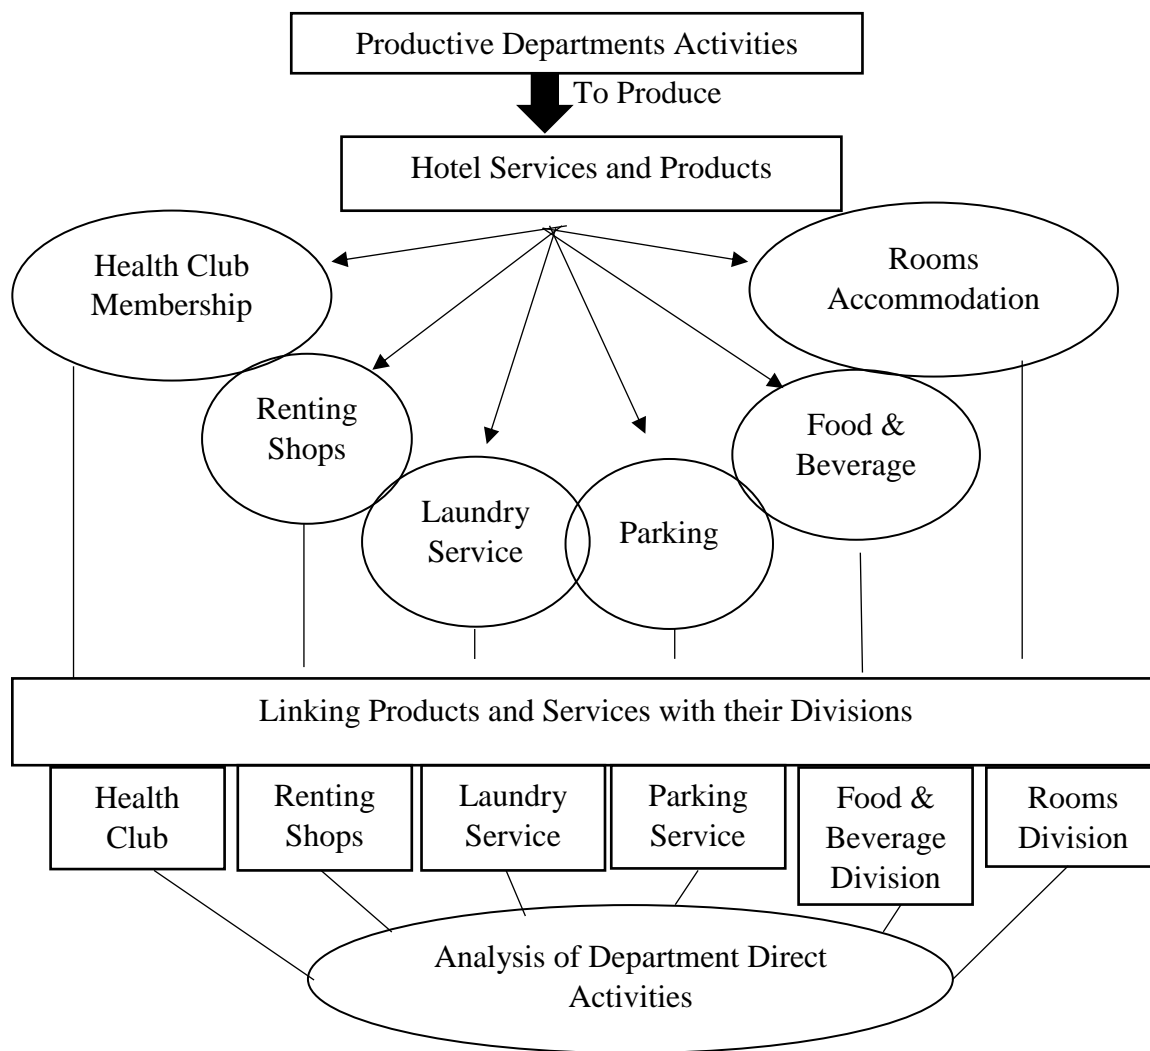 Productive Departments Activities
To Produce
Hotel Services and Products
Health Club
Membership
Rooms
Accommodation
Renting
Shops
Food &
Beverage
Laundry
Service
Parking
Linking Products and Services with their Divisions
Health
Club
Renting
Shops
Laundry
Service
Parking
Service
Food &
Beverage
Division
Rooms
Division
Analysis of Department Direct
Activities